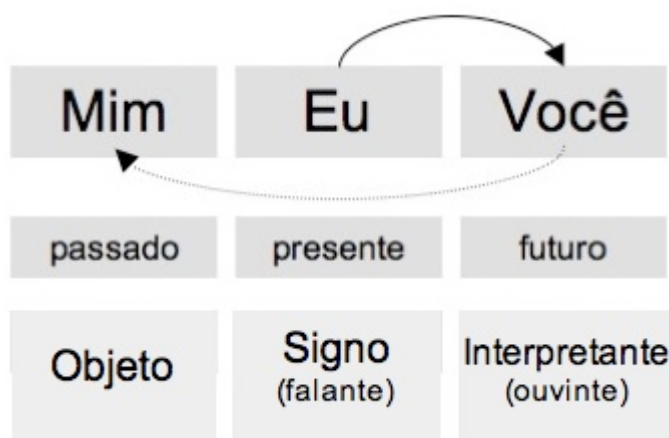 Mim Eu Você
passado presente futuro
Objeto Signo Interpretante
(falante) (ouvinte)